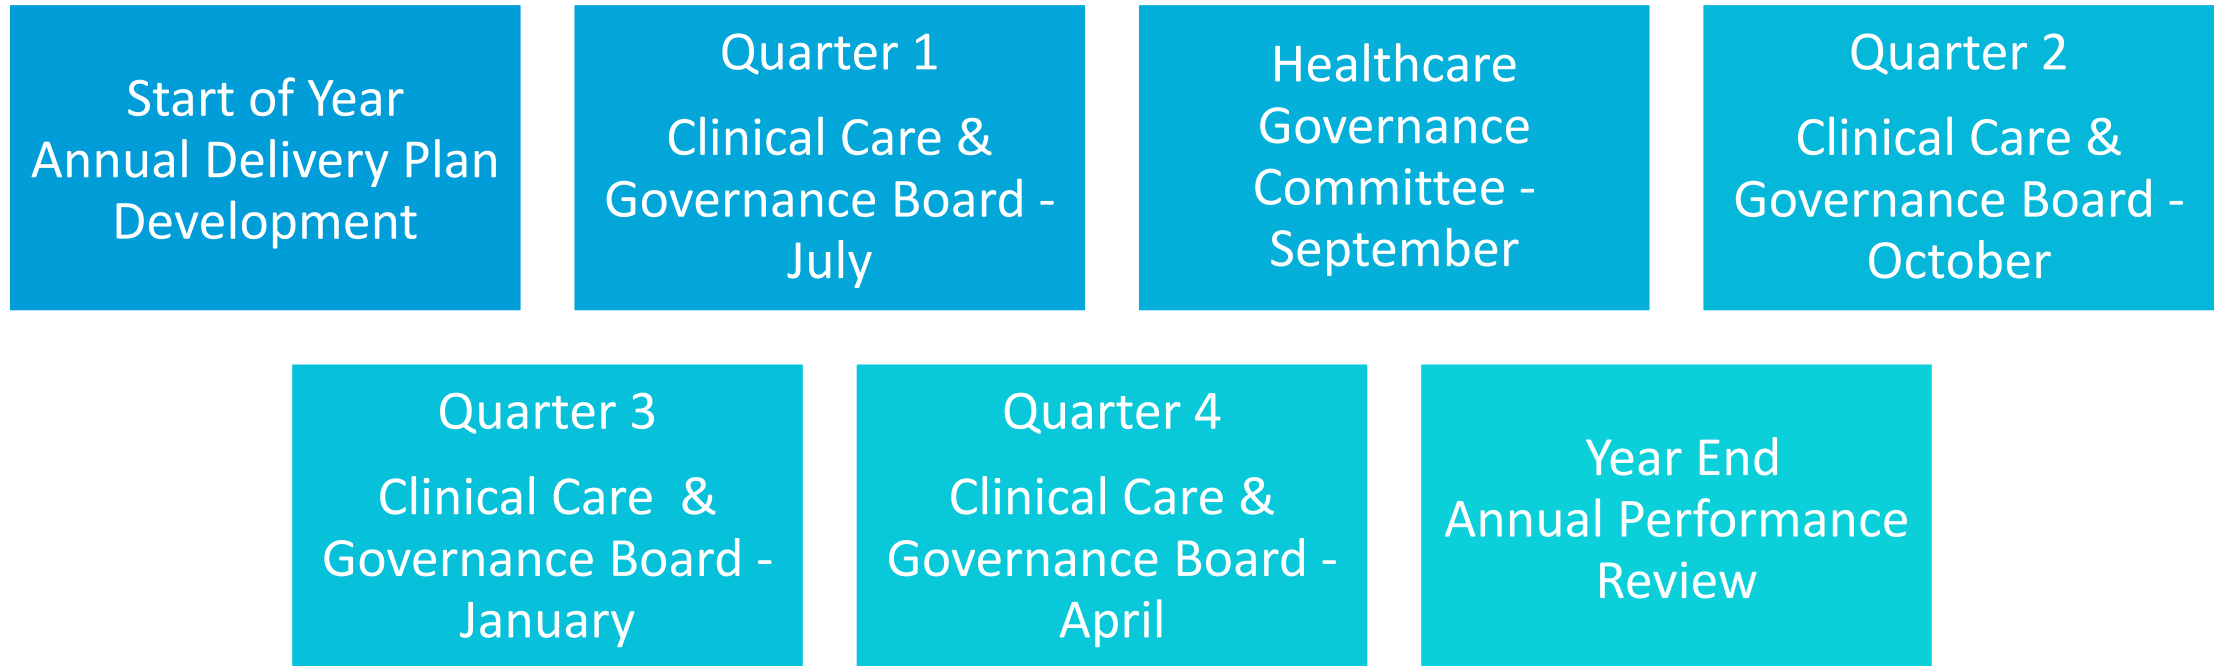 Start of Year
Annual Delivery Plan
Development
Quarter 1
Clinical Care &
Governance Board -
July
Healthcare
Governance
Committee -
September
Quarter 2
Clinical Care &
Governance Board -
October
Quarter 3
Clinical Care  &
Governance Board -
January
Quarter 4
Clinical Care &
Governance Board -
April
Year End
Annual Performance
Review